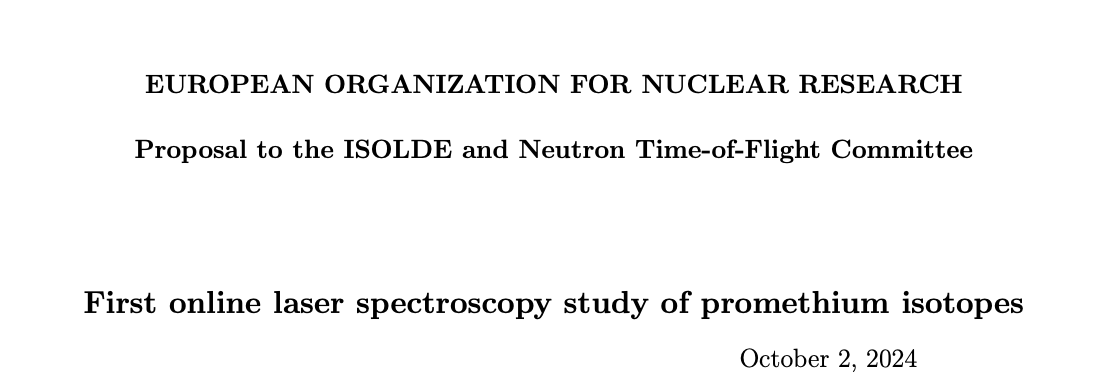 EUROPEAN ORGANIZATION FOR NUCLEAR RESEARCH
Proposal to the ISOLDE and Neutron Time-of-Flight Committee
First online laser spectroscopy study of promethium isotopes
October 2, 2024